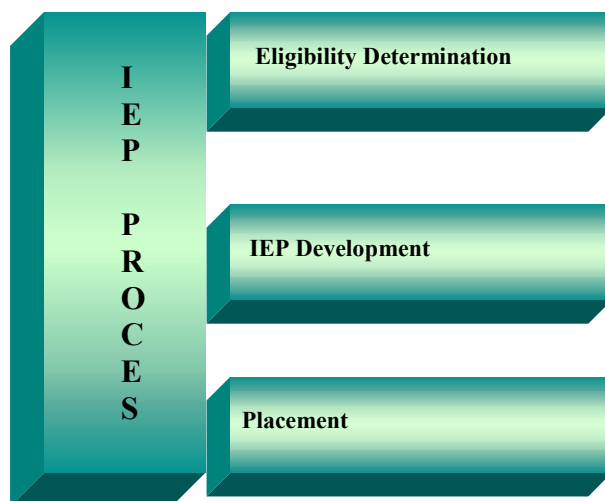 I
E
P
P
R
O
C
E
S
Eligibility Determination
IEP Development
Placement